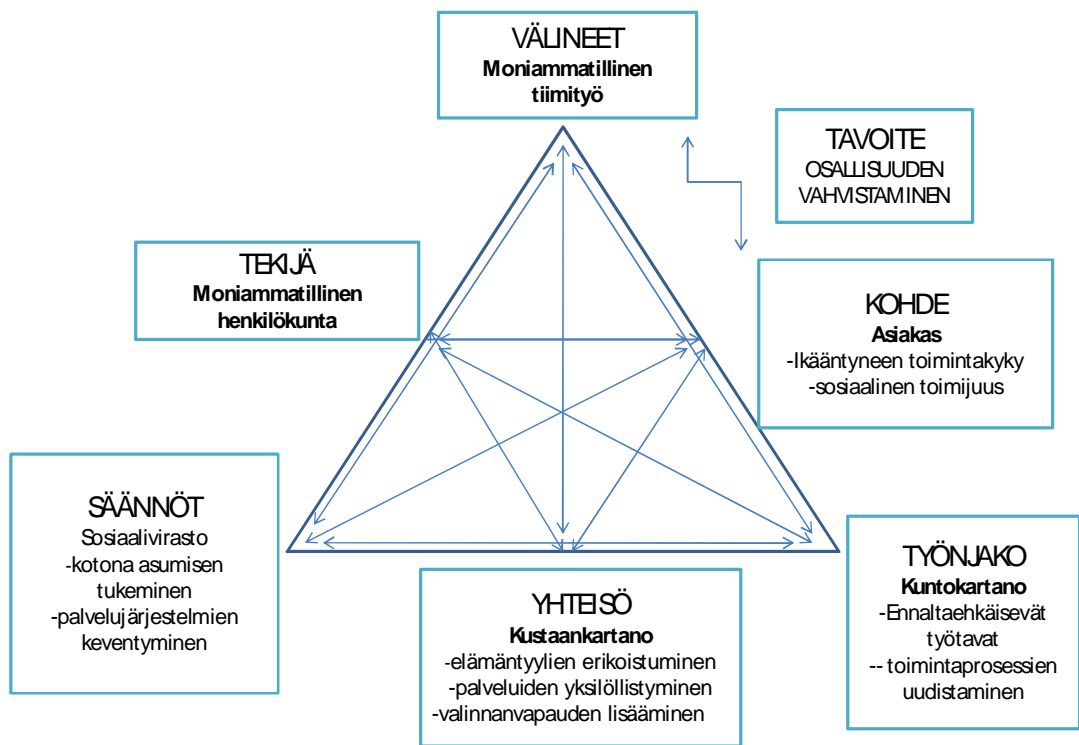 VÄLINEET
Moniammatillinen
tiimityö
TAVOITE
OSALLISUUDEN
VAHVISTAMINEN
TEKIJÄ
Moniammatillinen
henkilökunta
KOHDE
Asiakas
-Ikääntyneen toimintakyky
-sosiaalinen toimijuus
SÄÄNNÖT
Sosiaalivirasto
-kotona asumisen
tukeminen
-palvelujärjestelmien
keventyminen
YHTEISÖ
Kustaankartano
-elämäntyylien erikoistuminen
-palveluiden yksilöllistyminen
-valinnanvapauden lisääminen
TYÖNJAKO
Kuntokartano
-Ennaltaehkäisevät
työtavat
-- toimintaprosessien
uudistaminen